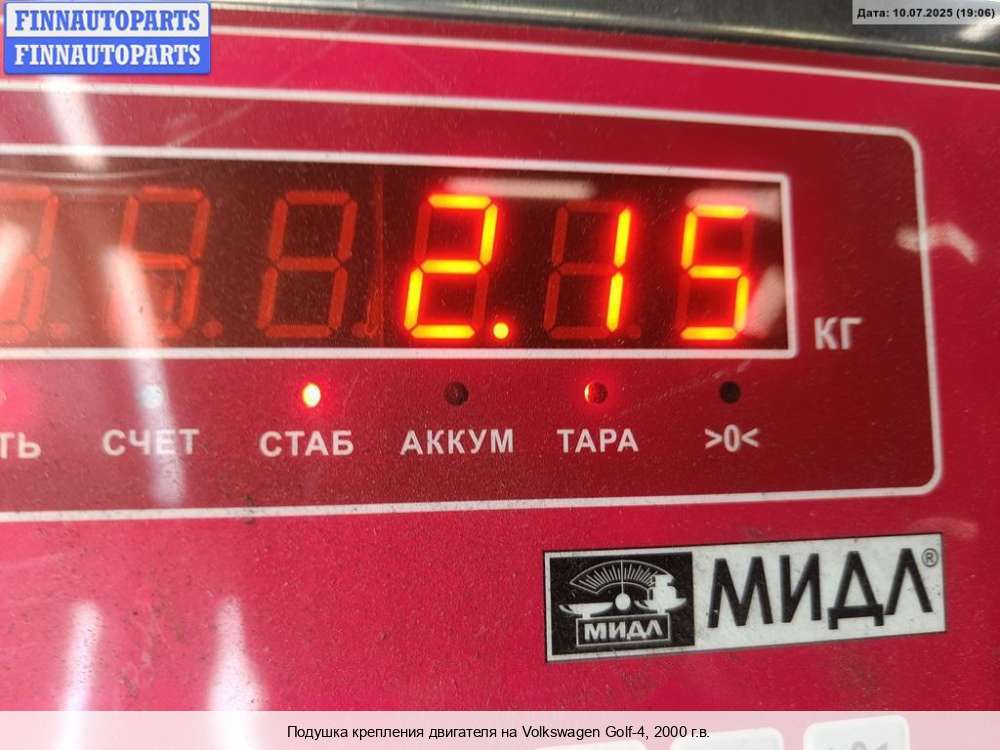 FINNAUTOPARTS
FINNAUTOPARTS
Дата: 10.07.2025 (19:06)
2.15
КГ
ТЬ СЧЕТ СТАБ АККУМ ТАРА >0<
МИДЛ МИДЛ®
Подушка крепления двигателя на Volkswagen Golf-4, 2000 г.в.